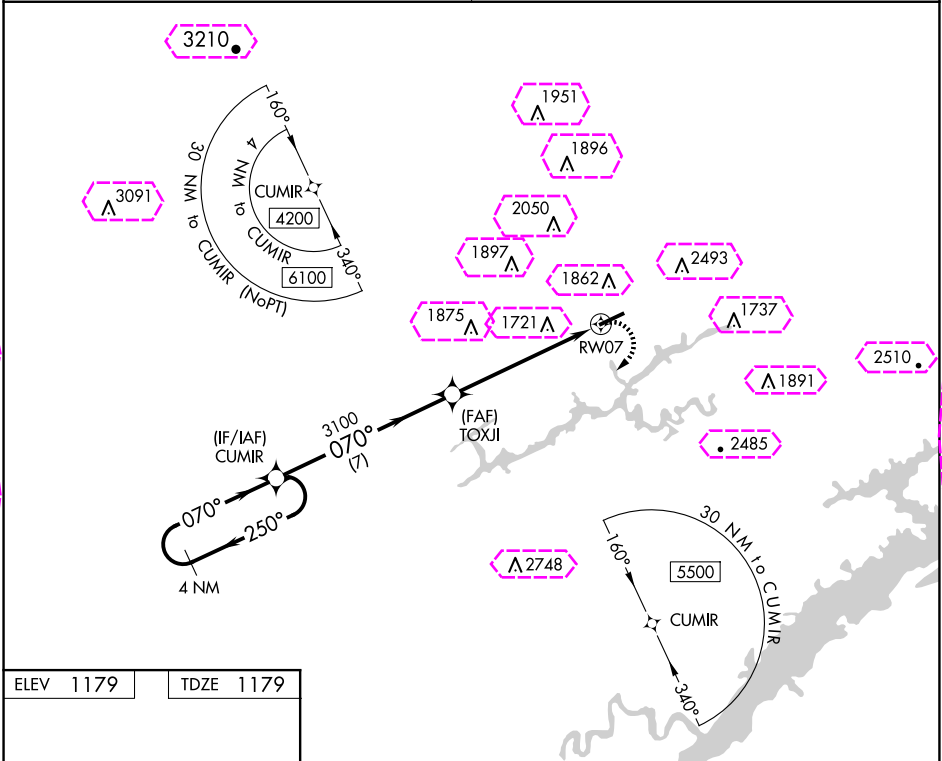 3210
1951
1896
160°
30 NM to CUMIR (NoPT)
4 NM to CUMIR
CUMIR
4200
6100
340°
3091
2050
1897
1862
2493
1875
1721
1737
RW07
2510
1891
(FAF)
TOXJI
3100
070°
(7)
(IF/IAF)
CUMIR
2485
070°
250°
4 NM
2748
30 NM to CUMIR
160°
5500
CUMIR
340°
ELEV 1179
TDZE 1179